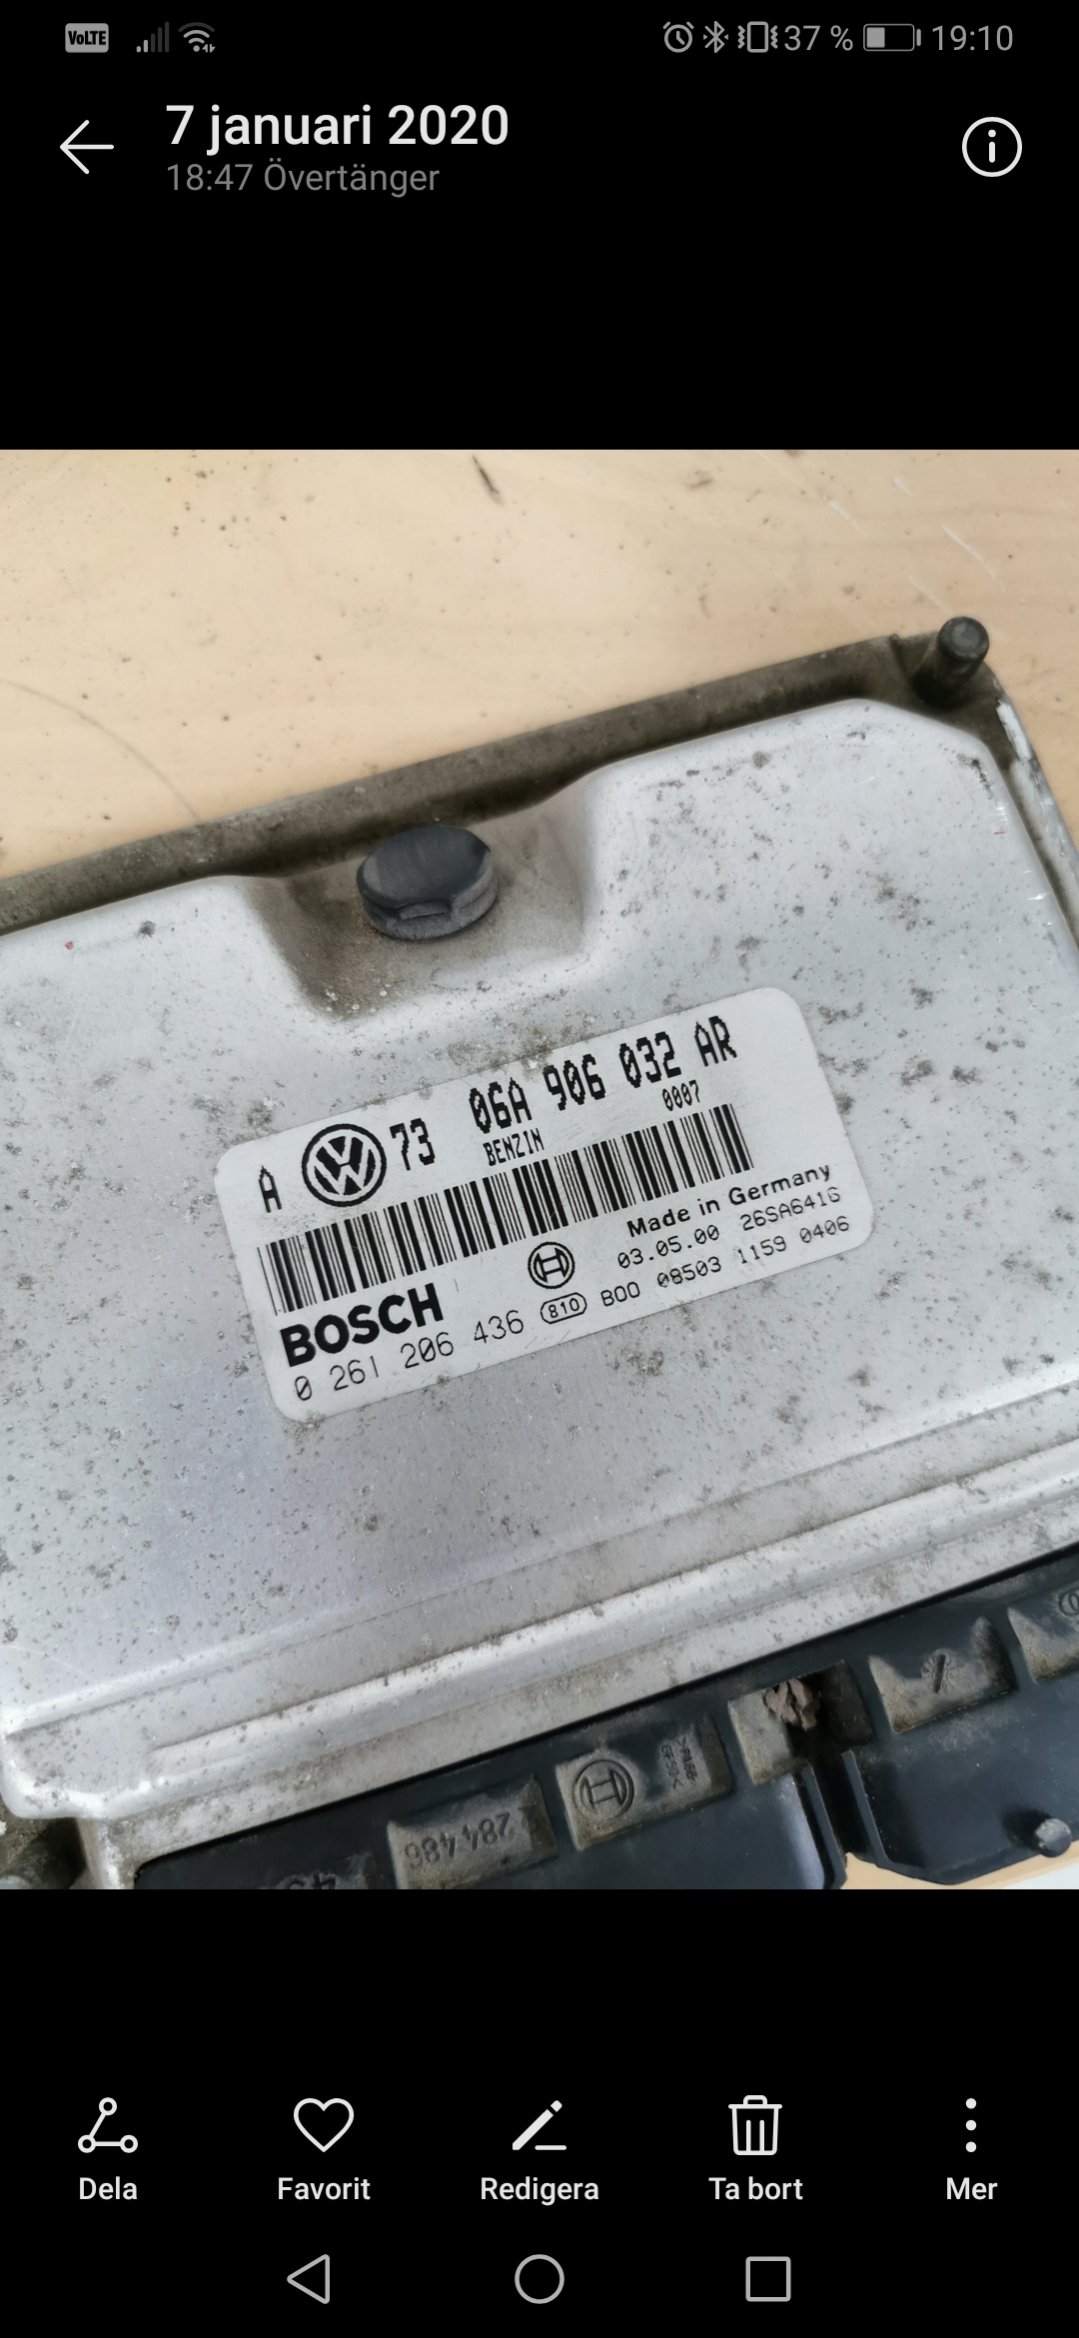 VoLTE 37 % 19:10
7 januari 2020
18:47 Övertänger
A 73 06A 906 032 AR
BENZIN 0007
Made in Germany
03.05.00 26SA641G
BOSCH
0 261 206 436 810 B00 08503 1159 0406
284486
Dela Favorit Redigera Ta bort Mer